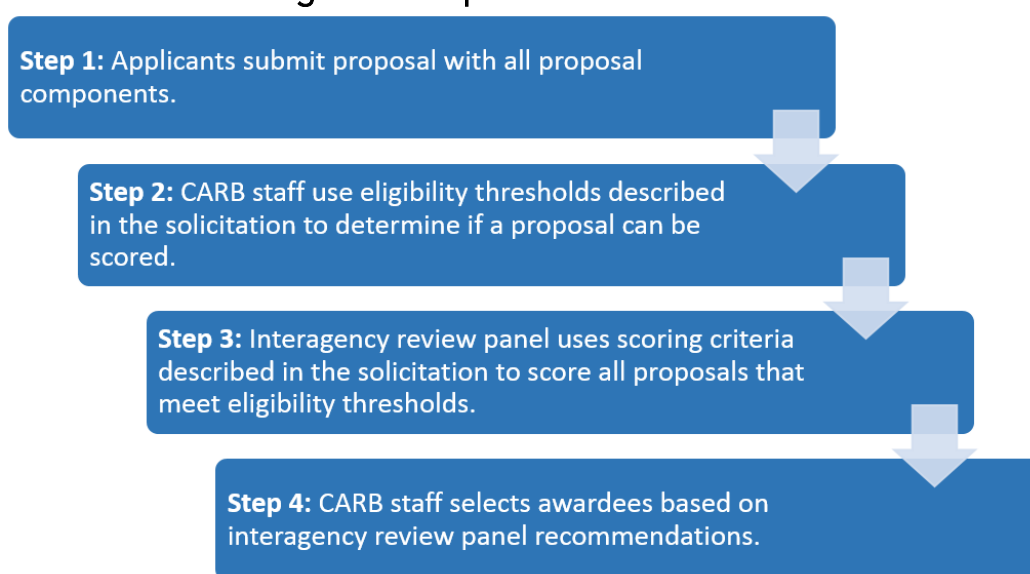 Step 1: Applicants submit proposal with all proposal
components.
Step 2: CARB staff use eligibility thresholds described
in the solicitation to determine if a proposal can be
scored.
Step 3: Interagency review panel uses scoring criteria
described in the solicitation to score all proposals that
meet eligibility thresholds.
Step 4: CARB staff selects awardees based on
interagency review panel recommendations.